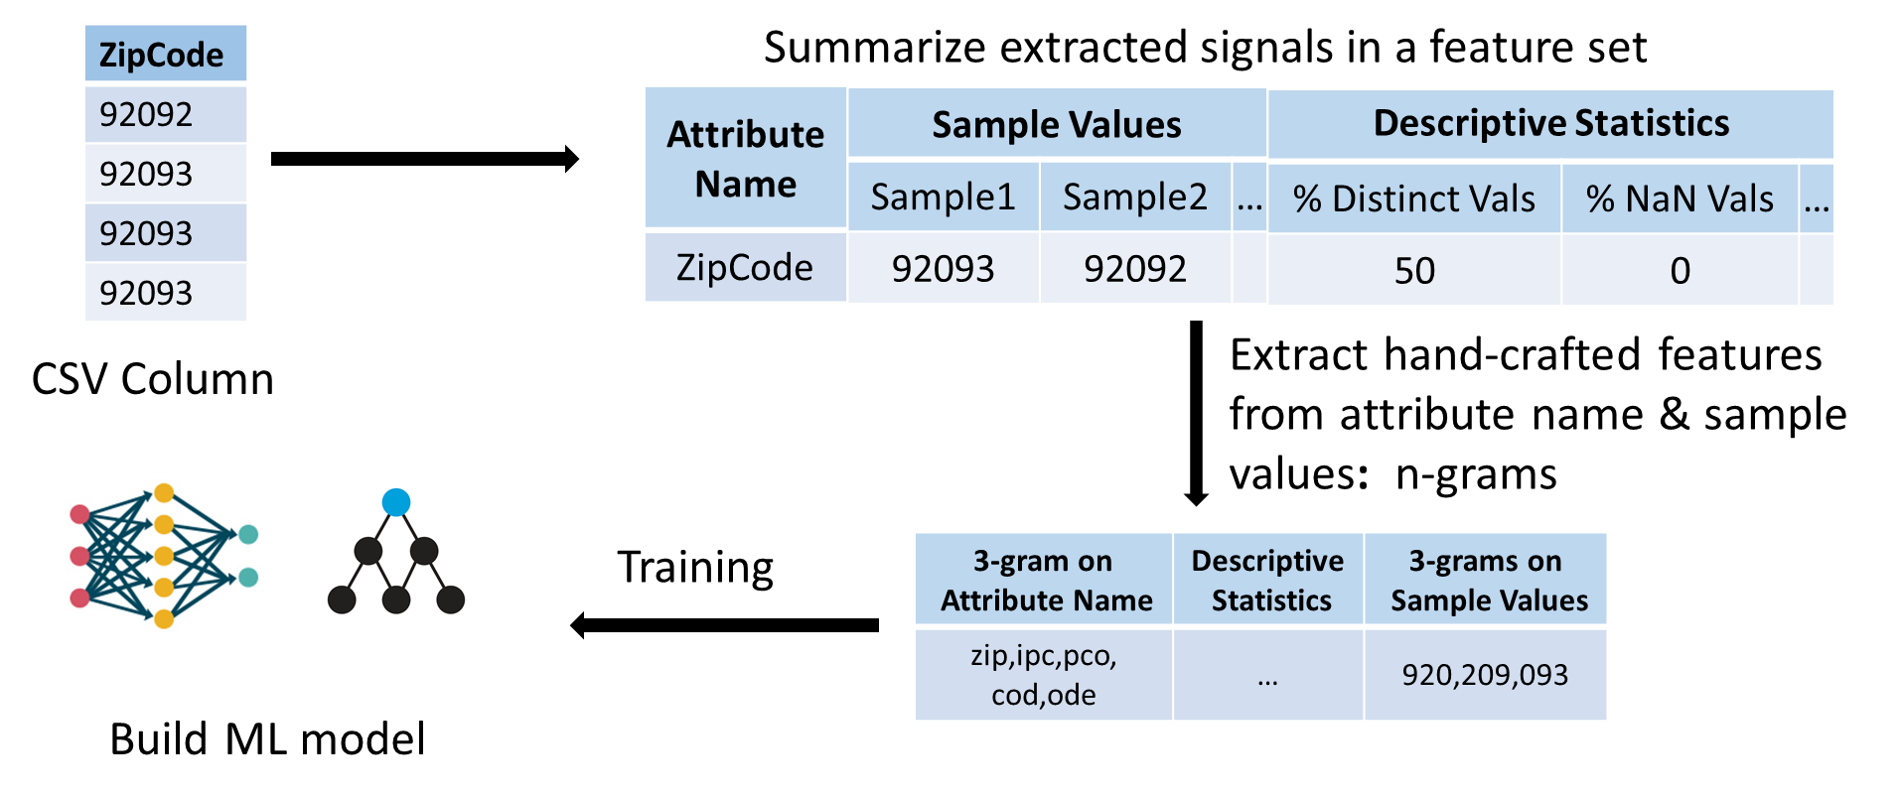 ZipCode
92092
93093
92093
92093
CSV Column
Summarize extracted signals in a feature set
Attribute Name
Sample Values
Descriptive Statistics
Sample1
Sample2
...
% Distinct Vals
% NaN Vals
...
ZipCode
92093
92092
50
0
Extract hand-crafted features
from attribute name & sample
values: n-grams
3-gram on
Attribute Name
Descriptive
Statistics
3-grams on
Sample Values
zip,ipc,pco,
cod,ode
...
920,209,093
Training
Build ML model